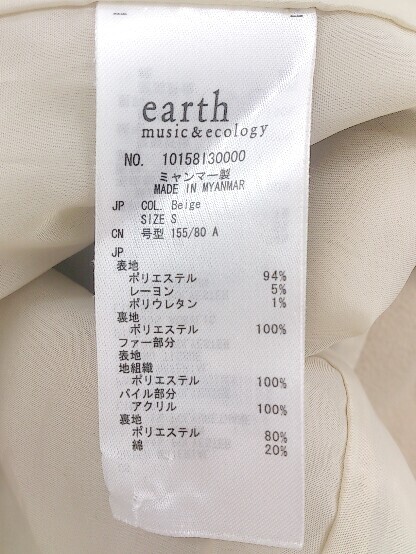 earth
music&ecology
NO. 10158I30000
ミャンマー製
MADE IN MYANMAR
JP COL. Beige
SIZE S
CN 号型 155/80 A
JP
表地
ポリエステル 94%
レーヨン 5%
ポリウレタン 1%
裏地
ポリエステル 100%
ファー部分
表地
地組織
ポリエステル 100%
パイル部分
アクリル 100%
裏地
ポリエステル 80%
綿 20%